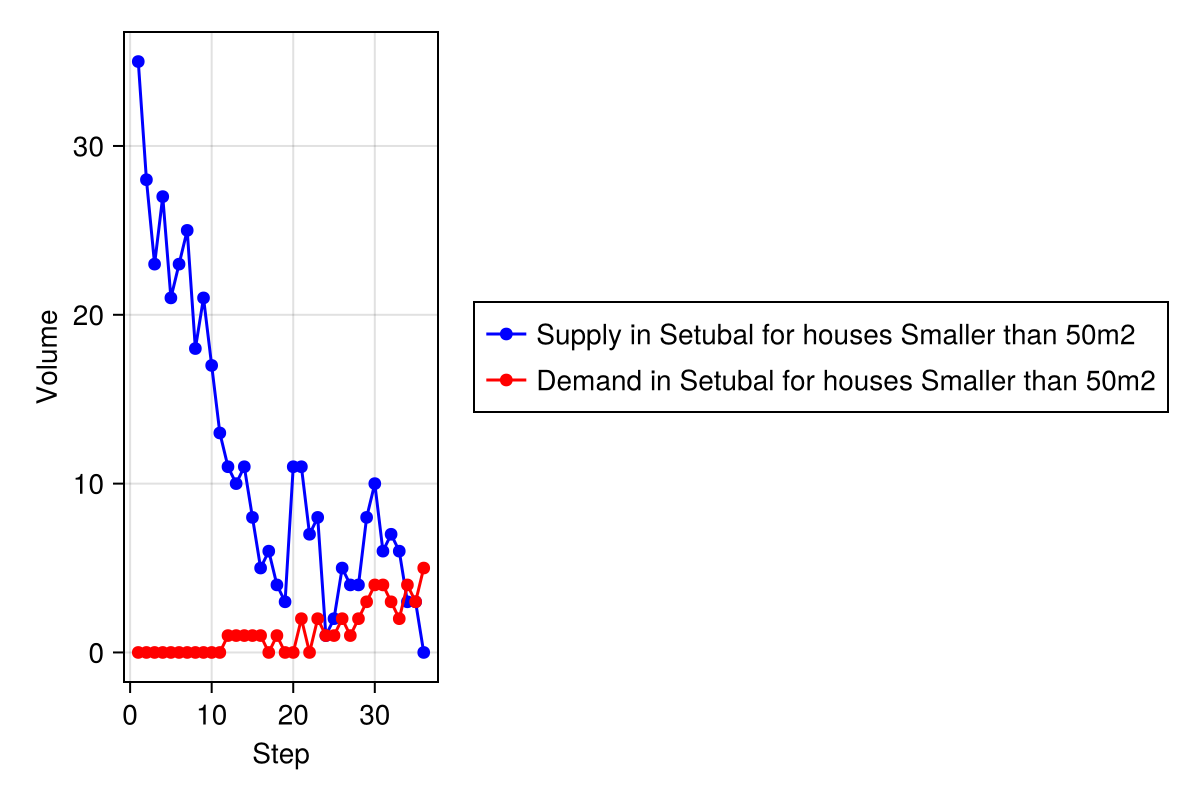 30
20
10
0
Volume
0 10 20 30
Step
Supply in Setubal for houses Smaller than 50m2
Demand in Setubal for houses Smaller than 50m2